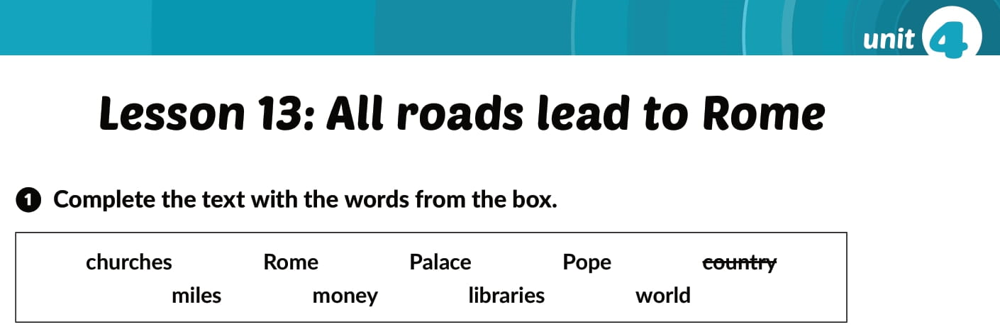 unit 4
Lesson 13: All roads lead to Rome
1 Complete the text with the words from the box.
churches Rome Palace Pope country
miles money libraries world